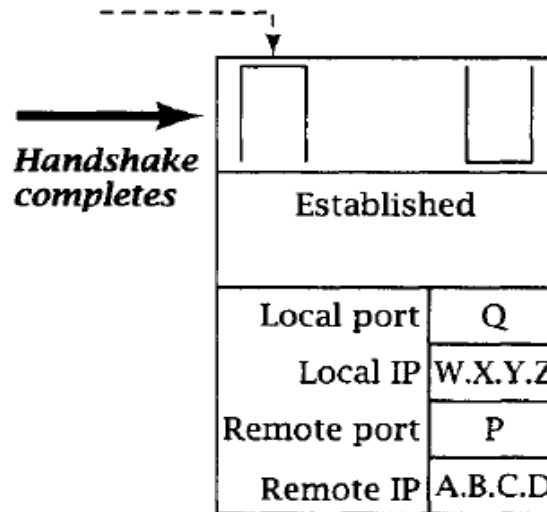 Handshake
completes
Established
Local port Q
Local IP W.X.Y.Z
Remote port P
Remote IP A.B.C.D